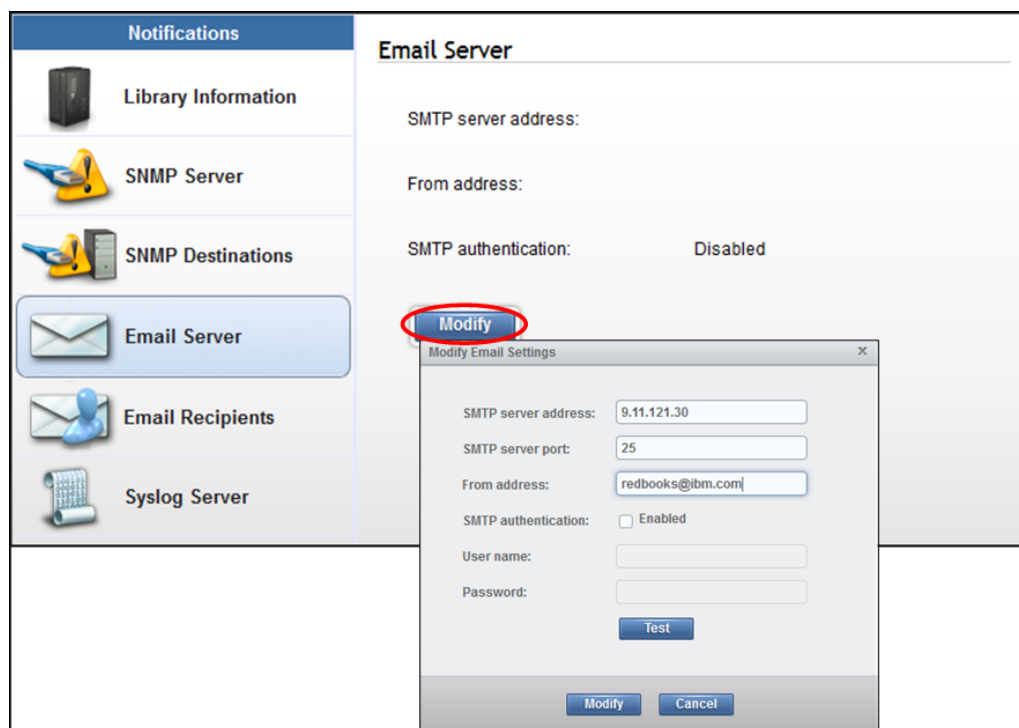 Notifications
Library Information
SNMP Server
SNMP Destinations
Email Server
Email Recipients
Syslog Server
Email Server
SMTP server address:
From address:
SMTP authentication: Disabled
Modify
Modify Email Settings x
SMTP server address: 9.11.121.30
SMTP server port: 25
From address: redbooks@ibm.com
SMTP authentication: Enabled
User name:
Password:
Test
Modify Cancel